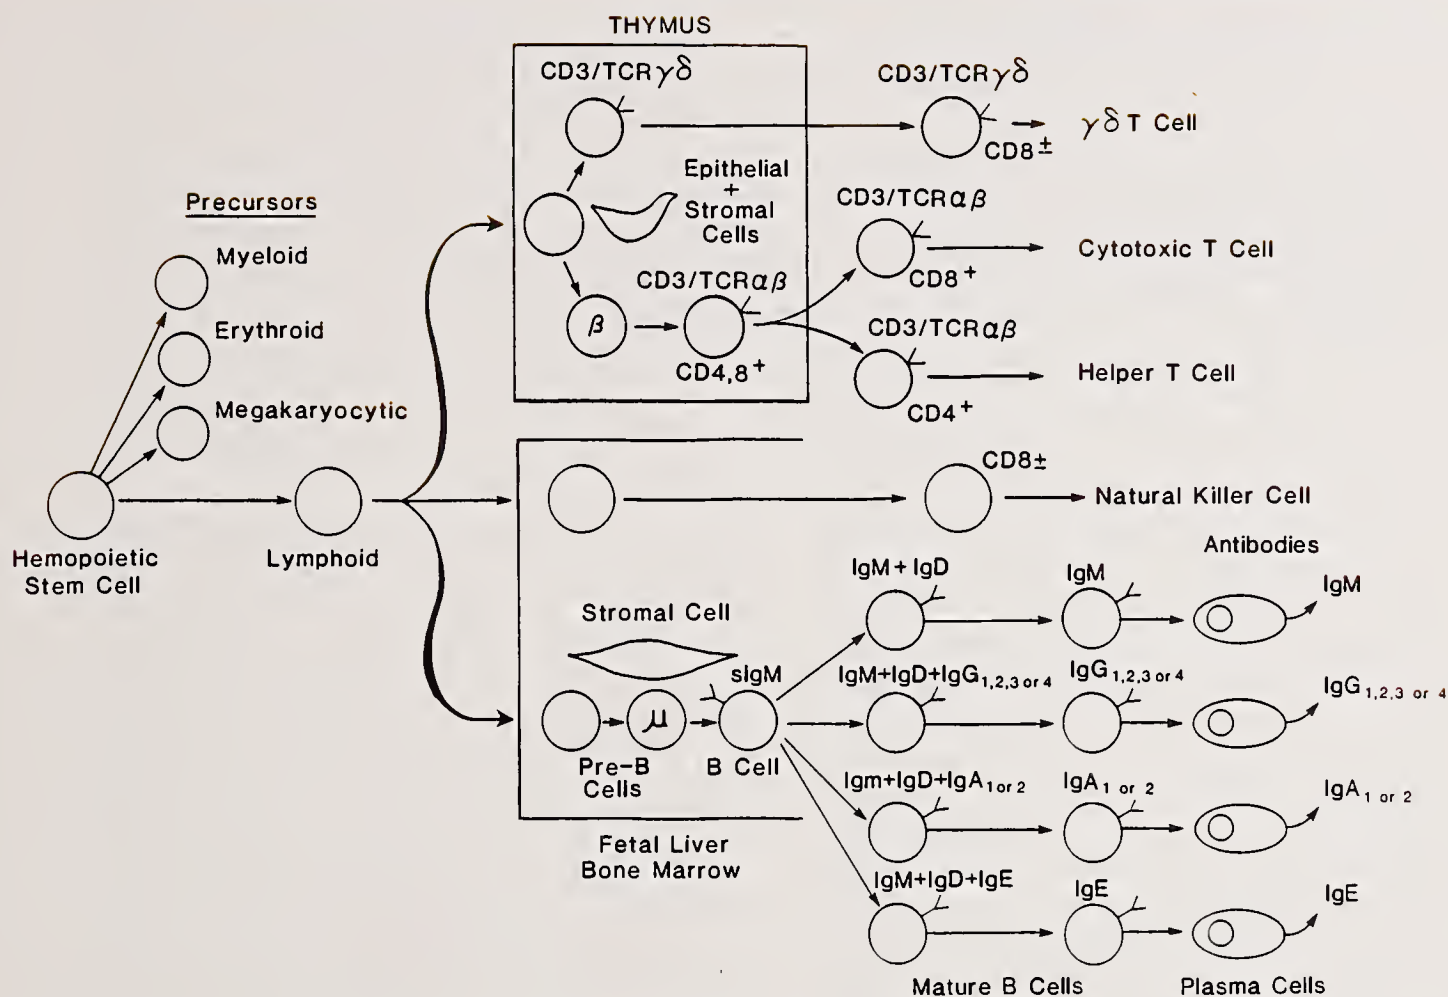 THYMUS
CD3/TCRγδ
CD3/TCRγδ
CD8±
γδ T Cell
Epithelial
+
Stromal
Cells
Precursors
Myeloid
Erythroid
Megakaryocytic
CD3/TCRαβ
CD8+
Cytotoxic T Cell
β
CD3/TCRαβ
CD4,8+
CD3/TCRαβ
CD4+
Helper T Cell
Hemopoietic
Stem Cell
Lymphoid
CD8±
Natural Killer Cell
Antibodies
Stromal Cell
IgM + IgD
IgM
IgM
sIgM
IgM+IgD+IgG1,2,3 or 4
IgG1,2,3 or 4
IgG1,2,3 or 4
μ
Pre-B
Cells
B Cell
Igm+IgD+IgA1 or 2
IgA1 or 2
IgA1 or 2
Fetal Liver
Bone Marrow
IgM+IgD+IgE
IgE
IgE
Mature B Cells
Plasma Cells